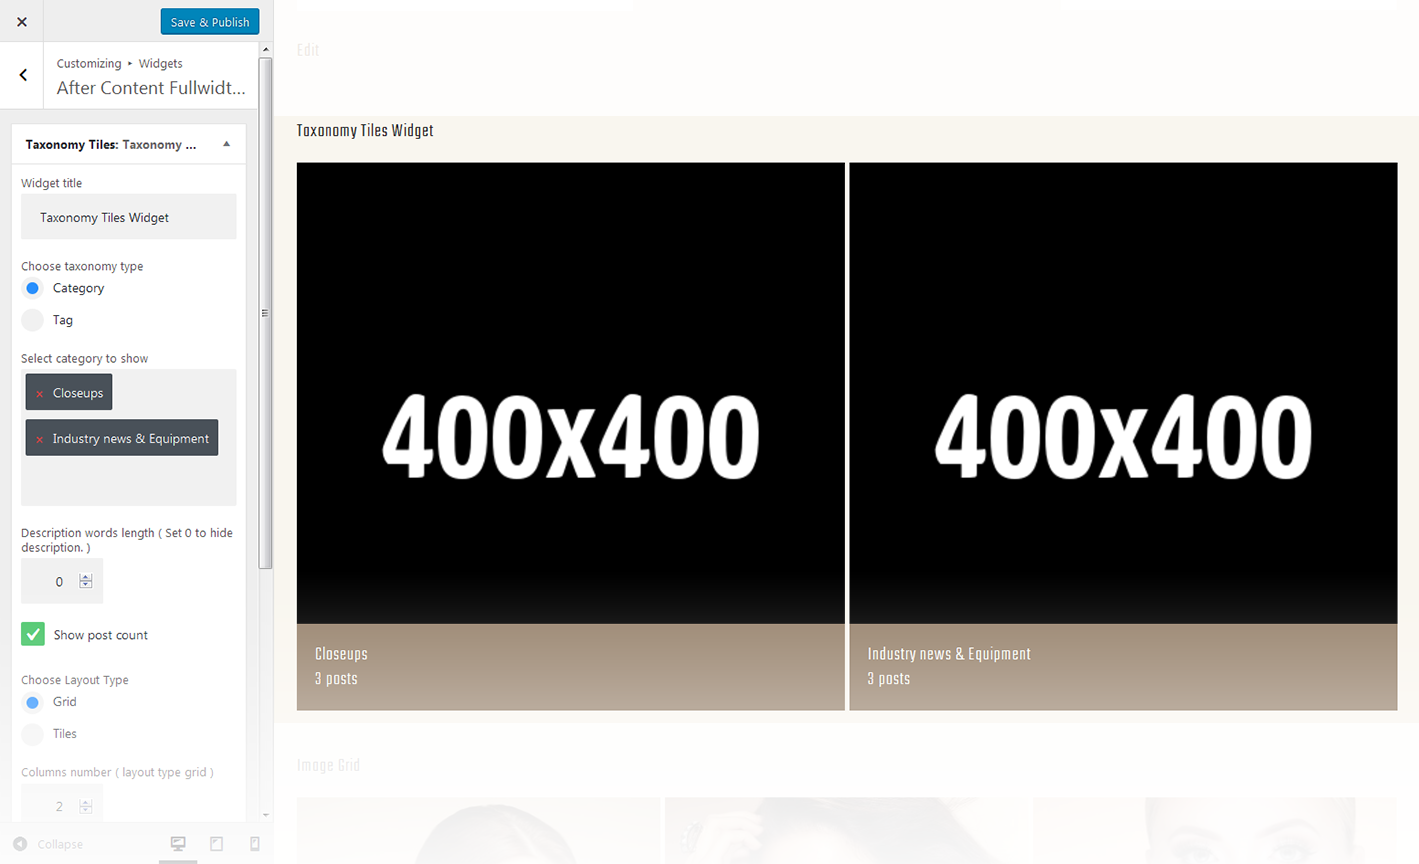 Save & Publish
Customizing ▸ Widgets
After Content Fullwidt...
Taxonomy Tiles: Taxonomy ...
Widget title
Taxonomy Tiles Widget
Choose taxonomy type
Category
Tag
Select category to show
× Closeups
× Industry news & Equipment
Description words length ( Set 0 to hide
description. )
0
Show post count
Choose Layout Type
Grid
Tiles
Columns number ( layout type grid )
2
Collapse
Edit
Taxonomy Tiles Widget
400x400
Closeups
3 posts
400x400
Industry news & Equipment
3 posts
Image Grid